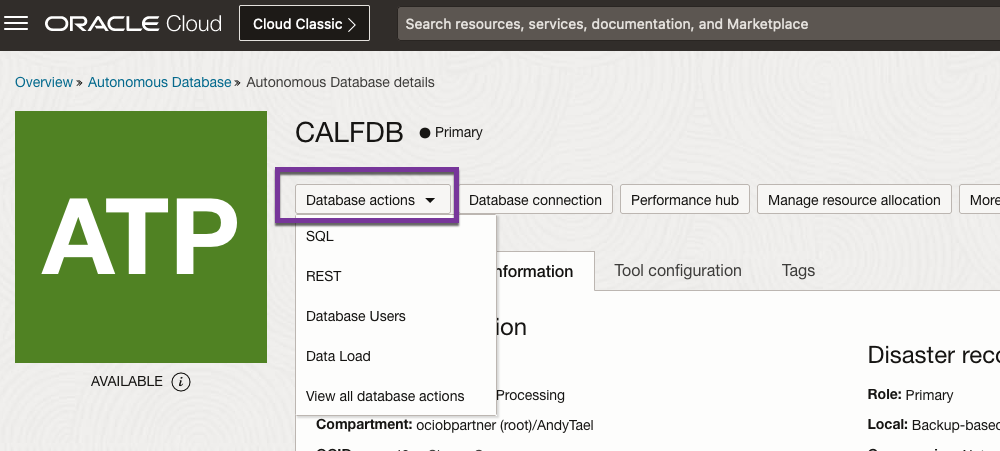 ORACLE Cloud
Cloud Classic
Search resources, services, documentation, and Marketplace
Overview » Autonomous Database » Autonomous Database details
ATP
AVAILABLE
CALFDB
Primary
Database actions
Database connection
Performance hub
Manage resource allocation
More
SQL
REST
Database Users
Data Load
View all database actions
nformation
Tool configuration
Tags
ion
Processing
Compartment: ociobpartner (root)/AndyTael
Disaster reco
Role: Primary
Local: Backup-based